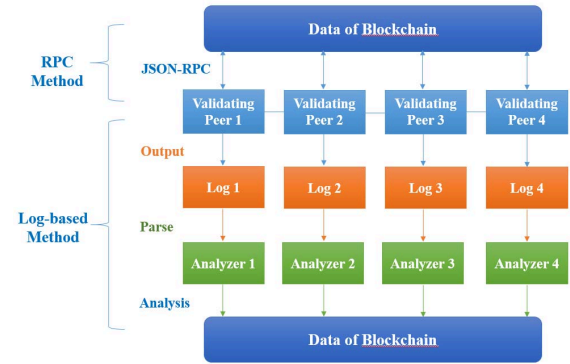 Data of Blockchain
RPC
Method
JSON-RPC
Validating
Peer 1
Validating
Peer 2
Validating
Peer 3
Validating
Peer 4
Output
Log 1
Log 2
Log 3
Log 4
Log-based
Method
Parse
Analyzer 1
Analyzer 2
Analyzer 3
Analyzer 4
Analysis
Data of Blockchain